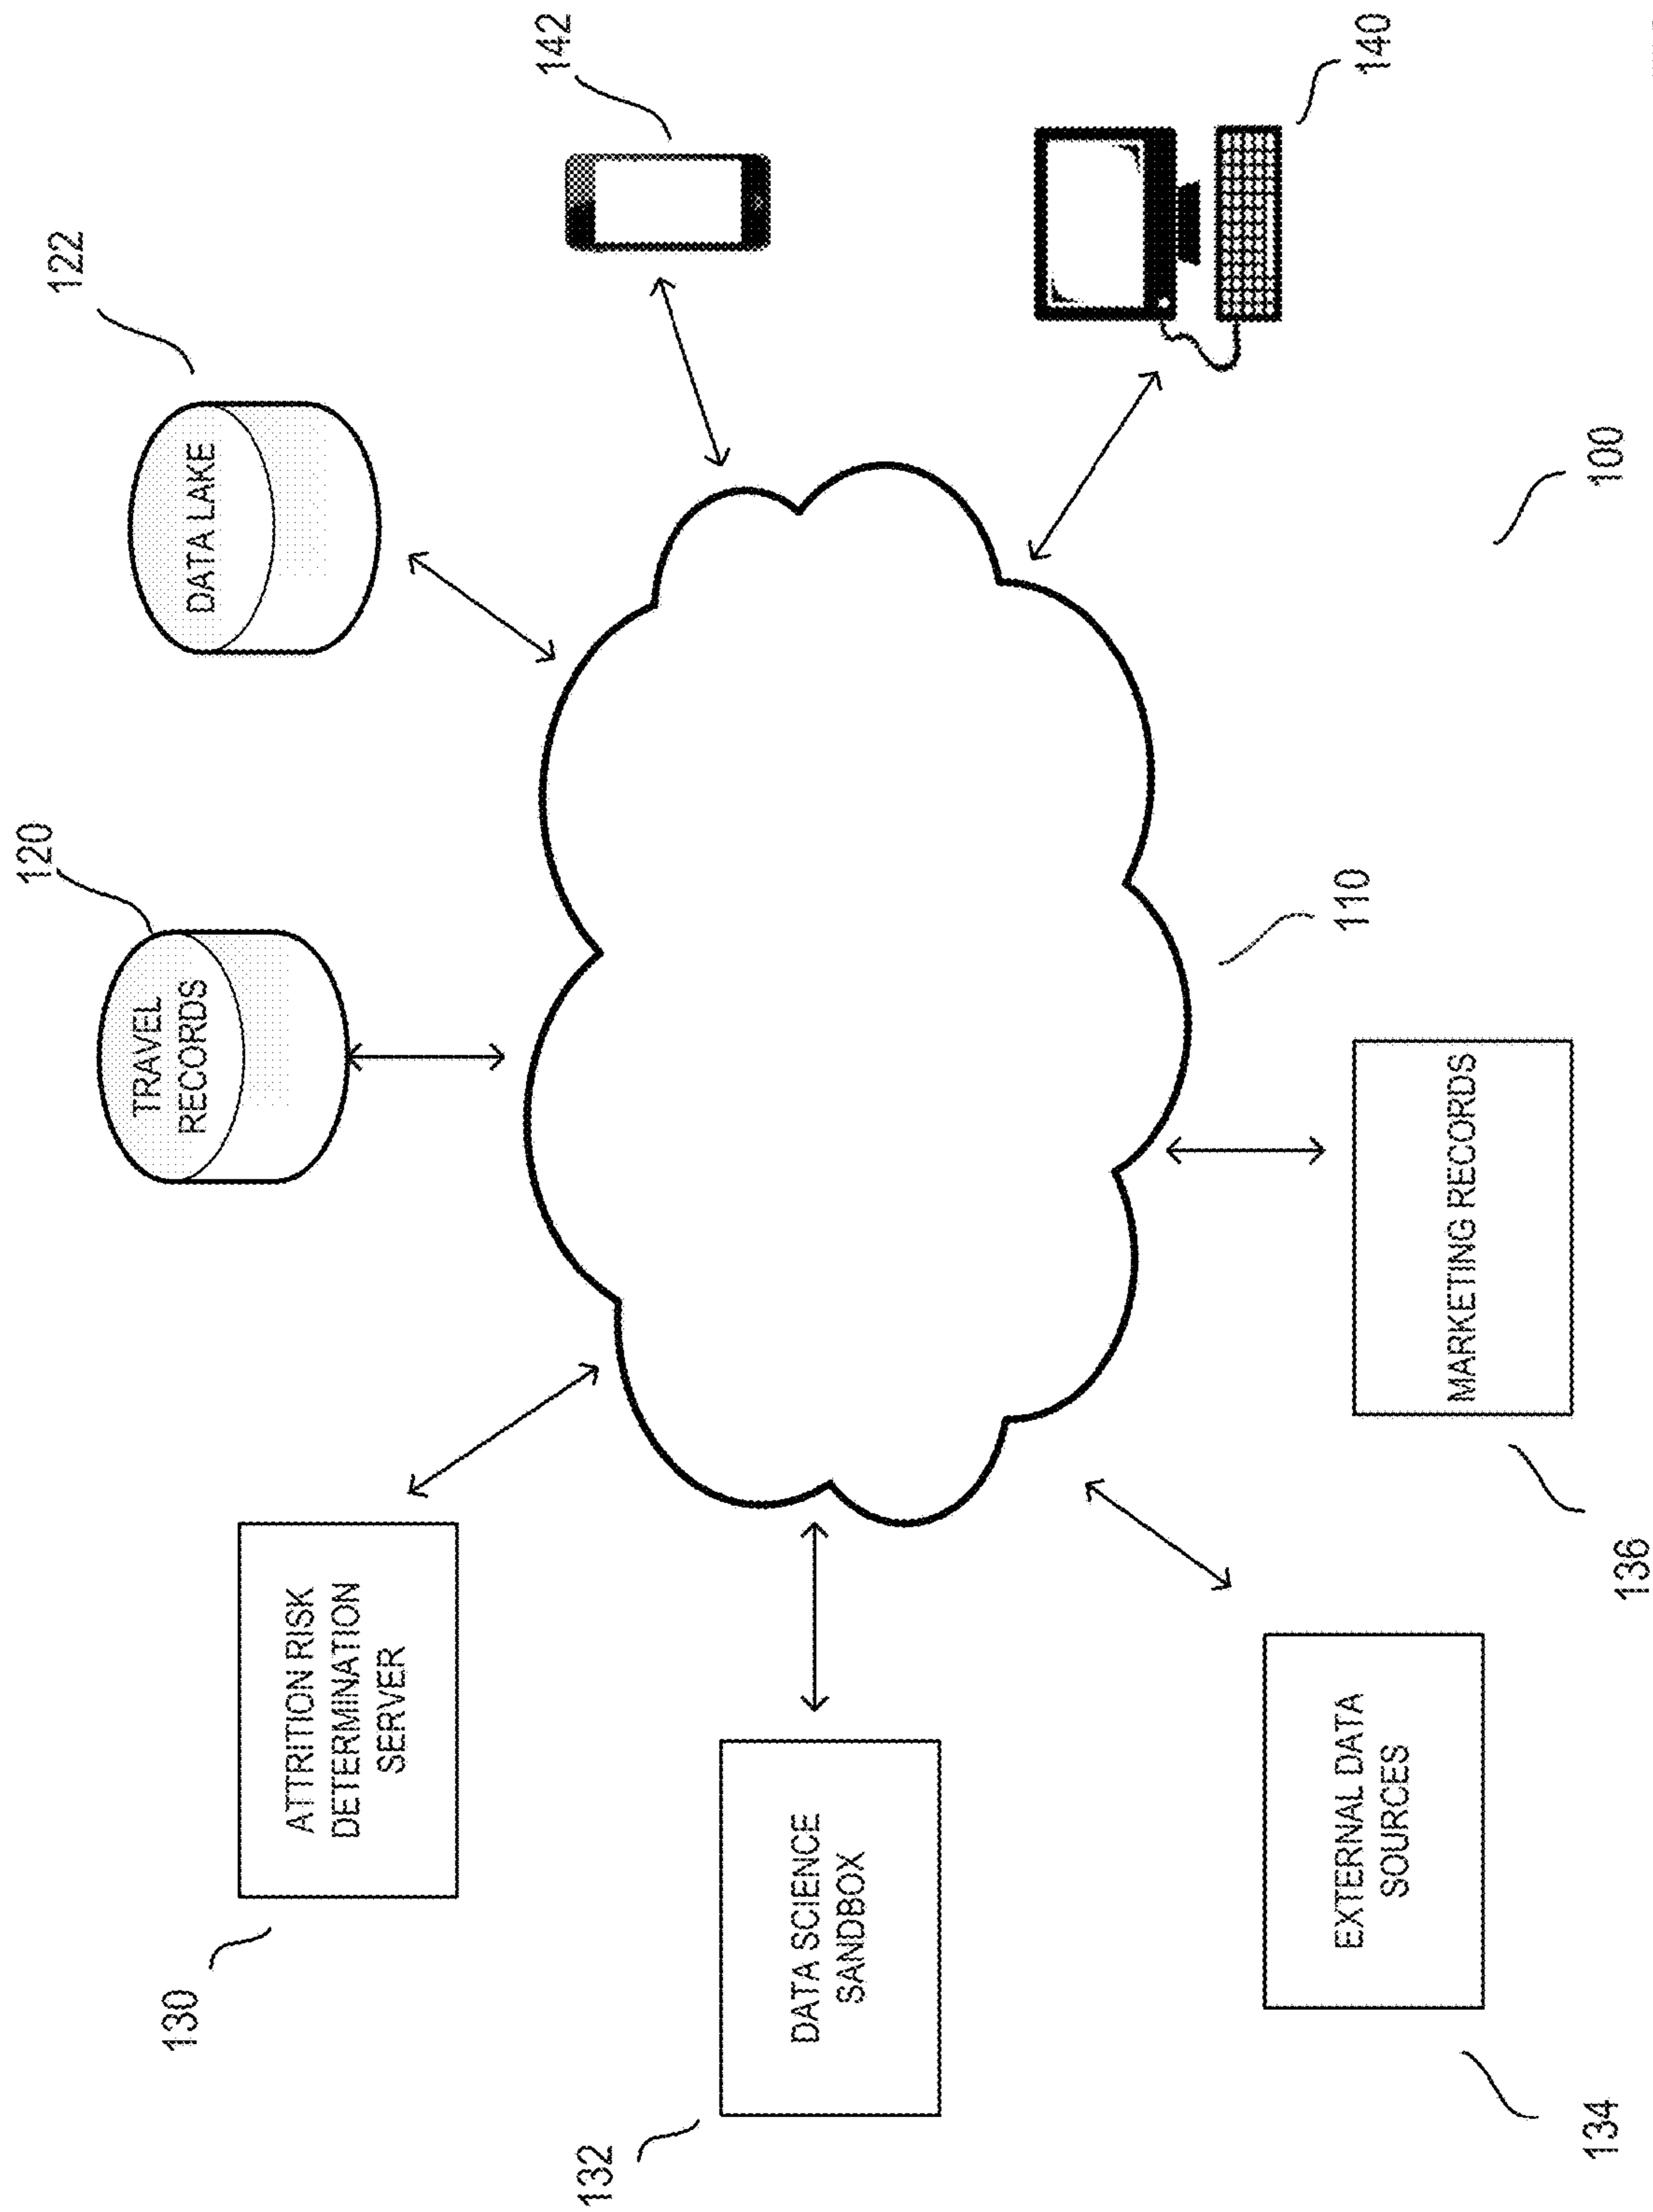 120
122
130
TRAVEL
RECORDS
DATA LAKE
ATTRITION RISK
DETERMINATION
SERVER
142
132
DATA SCIENCE
SANDBOX
110
140
EXTERNAL DATA
SOURCES
MARKETING RECORDS
134
100
136